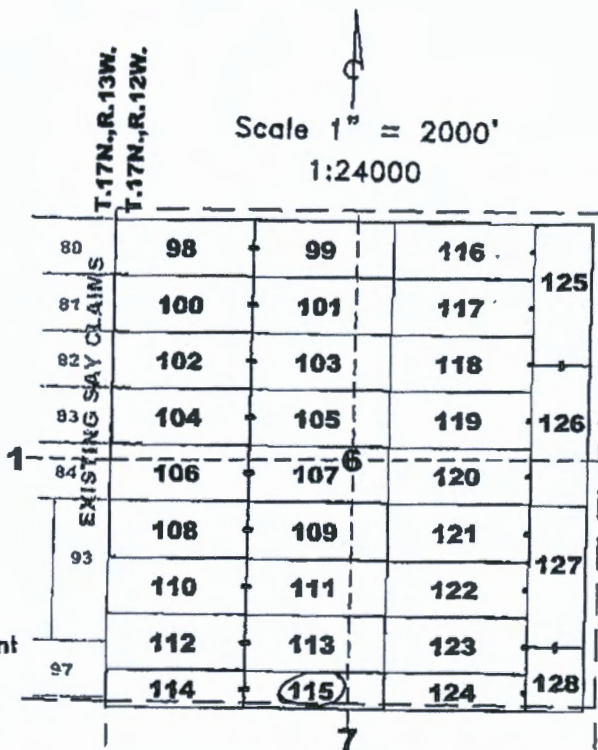 T.17N.,R.13W.
T.17N.,R.12W.
Scale 1" = 2000'
1:24000
80 98 99 116
125
81 100 101 117
82 102 103 118
83 104 105 119 126
1 6
84 106 107 120
EXISTING SAY CLAIMS
108 109 121
93 127
110 111 122
nt 112 113 123
97 128
114 115 124
7